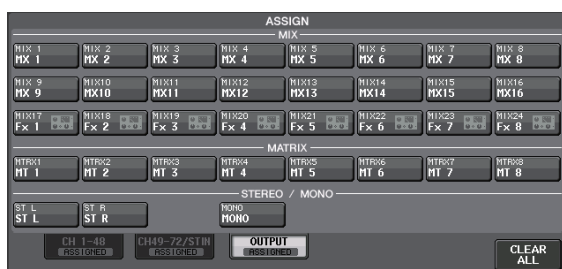 ASSIGN
MIX
MIX 1 MIX 2 MIX 3 MIX 4 MIX 5 MIX 6 MIX 7 MIX 8
MX 1 MX 2 MX 3 MX 4 MX 5 MX 6 MX 7 MX 8
MIX 9 MIX10 MIX11 MIX12 MIX13 MIX14 MIX15 MIX16
MX 9 MX10 MX11 MX12 MX13 MX14 MX15 MX16
MIX17 MIX18 MIX19 MIX20 MIX21 MIX22 MIX23 MIX24
Fx 1 Fx 2 Fx 3 Fx 4 Fx 5 Fx 6 Fx 7 Fx 8
MATRIX
MTRX1 MTRX2 MTRX3 MTRX4 MTRX5 MTRX6 MTRX7 MTRX8
MT 1 MT 2 MT 3 MT 4 MT 5 MT 6 MT 7 MT 8
STEREO / MONO
ST L ST R MONO
ST L ST R MONO
CH 1-48 CH49-72/STIN OUTPUT
ASSIGNED ASSIGNED ASSIGNED
CLEAR
ALL